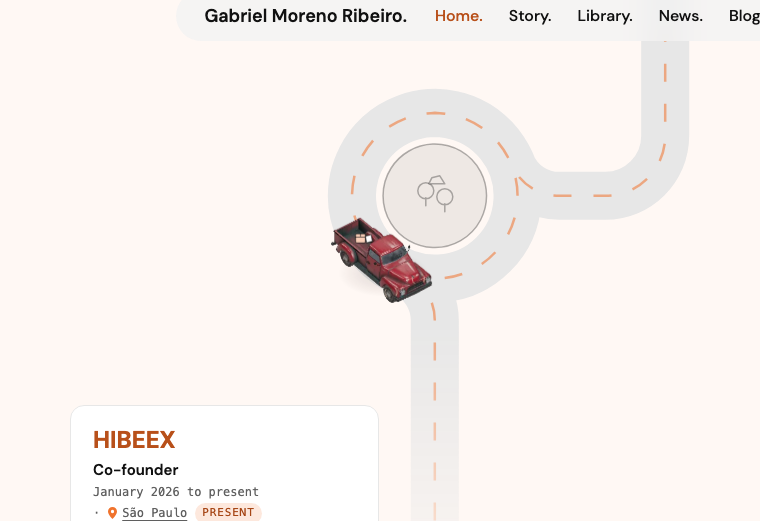 Gabriel Moreno Ribeiro. Home. Story. Library. News. Blog
HIBEEX
Co-founder
January 2026 to present
· São Paulo PRESENT